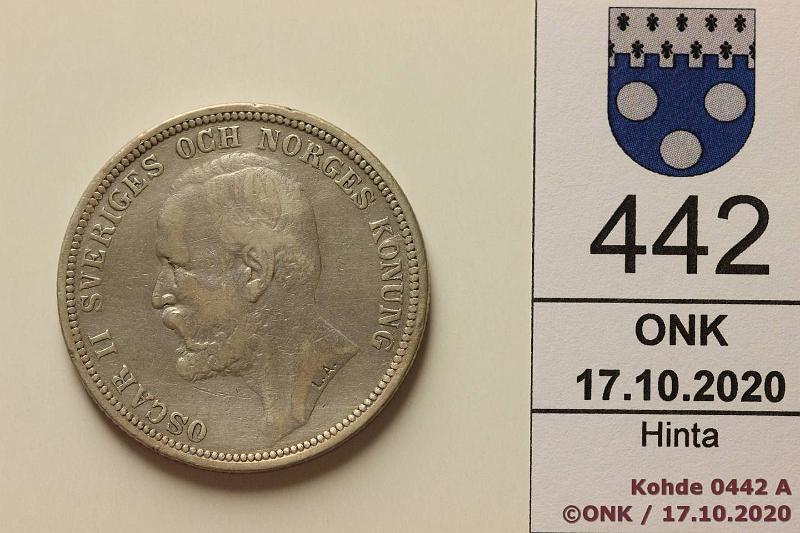 OSCAR II SVERIGES OCH NORGES KONUNG
L.A.
442
ONK
17.10.2020
Hinta
Kohde 0442 A
©ONK / 17.10.2020